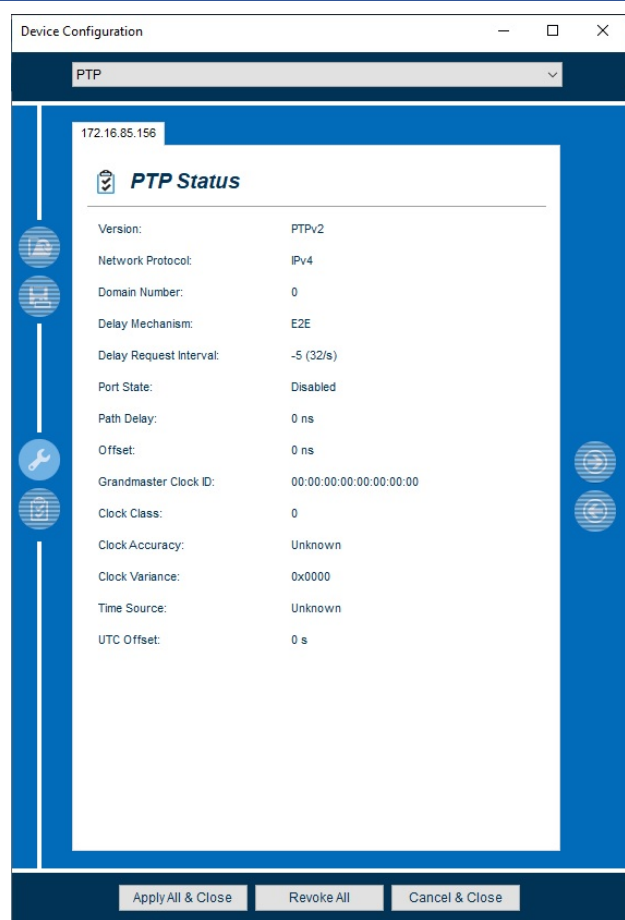 Device Configuration
PTP
172.16.85.156
PTP Status
Version: PTPv2
Network Protocol: IPv4
Domain Number: 0
Delay Mechanism: E2E
Delay Request Interval: -5 (32/s)
Port State: Disabled
Path Delay: 0 ns
Offset: 0 ns
Grandmaster Clock ID: 00:00:00:00:00:00:00:00
Clock Class: 0
Clock Accuracy: Unknown
Clock Variance: 0x0000
Time Source: Unknown
UTC Offset: 0 s
Apply All & Close Revoke All Cancel & Close